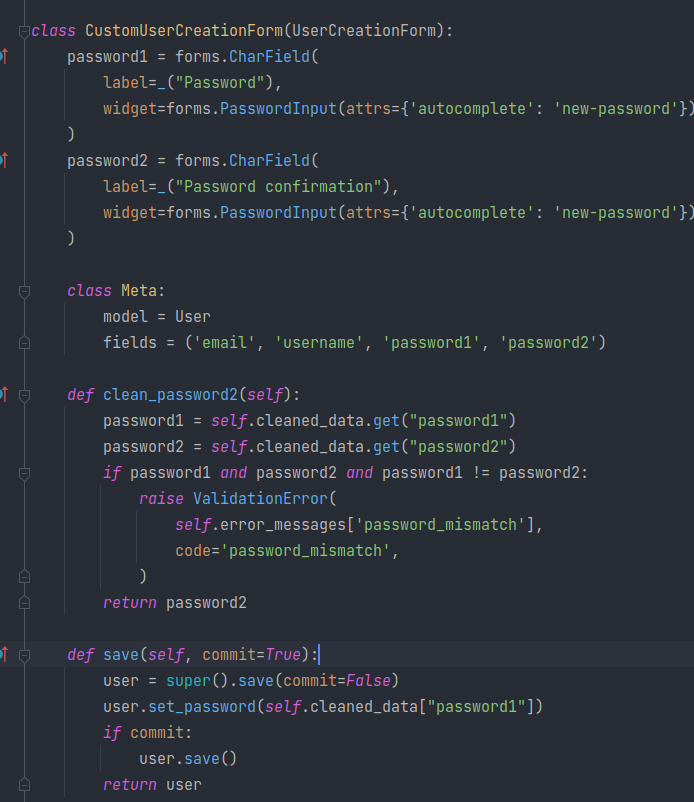 class CustomUserCreationForm(UserCreationForm):
    password1 = forms.CharField(
        label=_("Password"),
        widget=forms.PasswordInput(attrs={'autocomplete': 'new-password'})
    )
    password2 = forms.CharField(
        label=_("Password confirmation"),
        widget=forms.PasswordInput(attrs={'autocomplete': 'new-password'})
    )

    class Meta:
        model = User
        fields = ('email', 'username', 'password1', 'password2')

    def clean_password2(self):
        password1 = self.cleaned_data.get("password1")
        password2 = self.cleaned_data.get("password2")
        if password1 and password2 and password1 != password2:
            raise ValidationError(
                self.error_messages['password_mismatch'],
                code='password_mismatch',
            )
        return password2

    def save(self, commit=True):
        user = super().save(commit=False)
        user.set_password(self.cleaned_data["password1"])
        if commit:
            user.save()
        return user